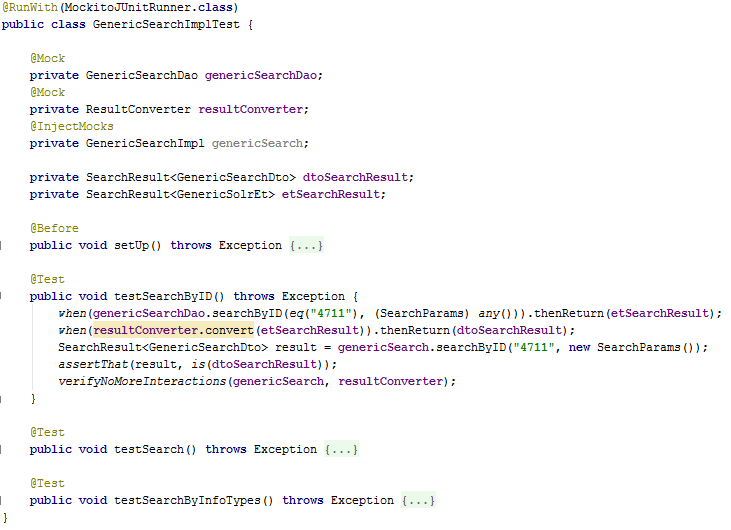 @RunWith(MockitoJUnitRunner.class)
public class GenericSearchImplTest {
@Mock
private GenericSearchDao genericSearchDao;
@Mock
private ResultConverter resultConverter;
@InjectMocks
private GenericSearchImpl genericSearch;
private SearchResult<GenericSearchDto> dtoSearchResult;
private SearchResult<GenericSolrEt> etSearchResult;
@Before
public void setUp() throws Exception {...}
@Test
public void testSearchByID() throws Exception {
when(genericSearchDao.searchByID(eq("4711"), (SearchParams) any())).thenReturn(etSearchResult);
when(resultConverter.convert(etSearchResult)).thenReturn(dtoSearchResult);
SearchResult<GenericSearchDto> result = genericSearch.searchByID("4711", new SearchParams());
assertThat(result, is(dtoSearchResult));
verifyNoMoreInteractions(genericSearch, resultConverter);
}
@Test
public void testSearch() throws Exception {...}
@Test
public void testSearchByInfoTypes() throws Exception {...}
}